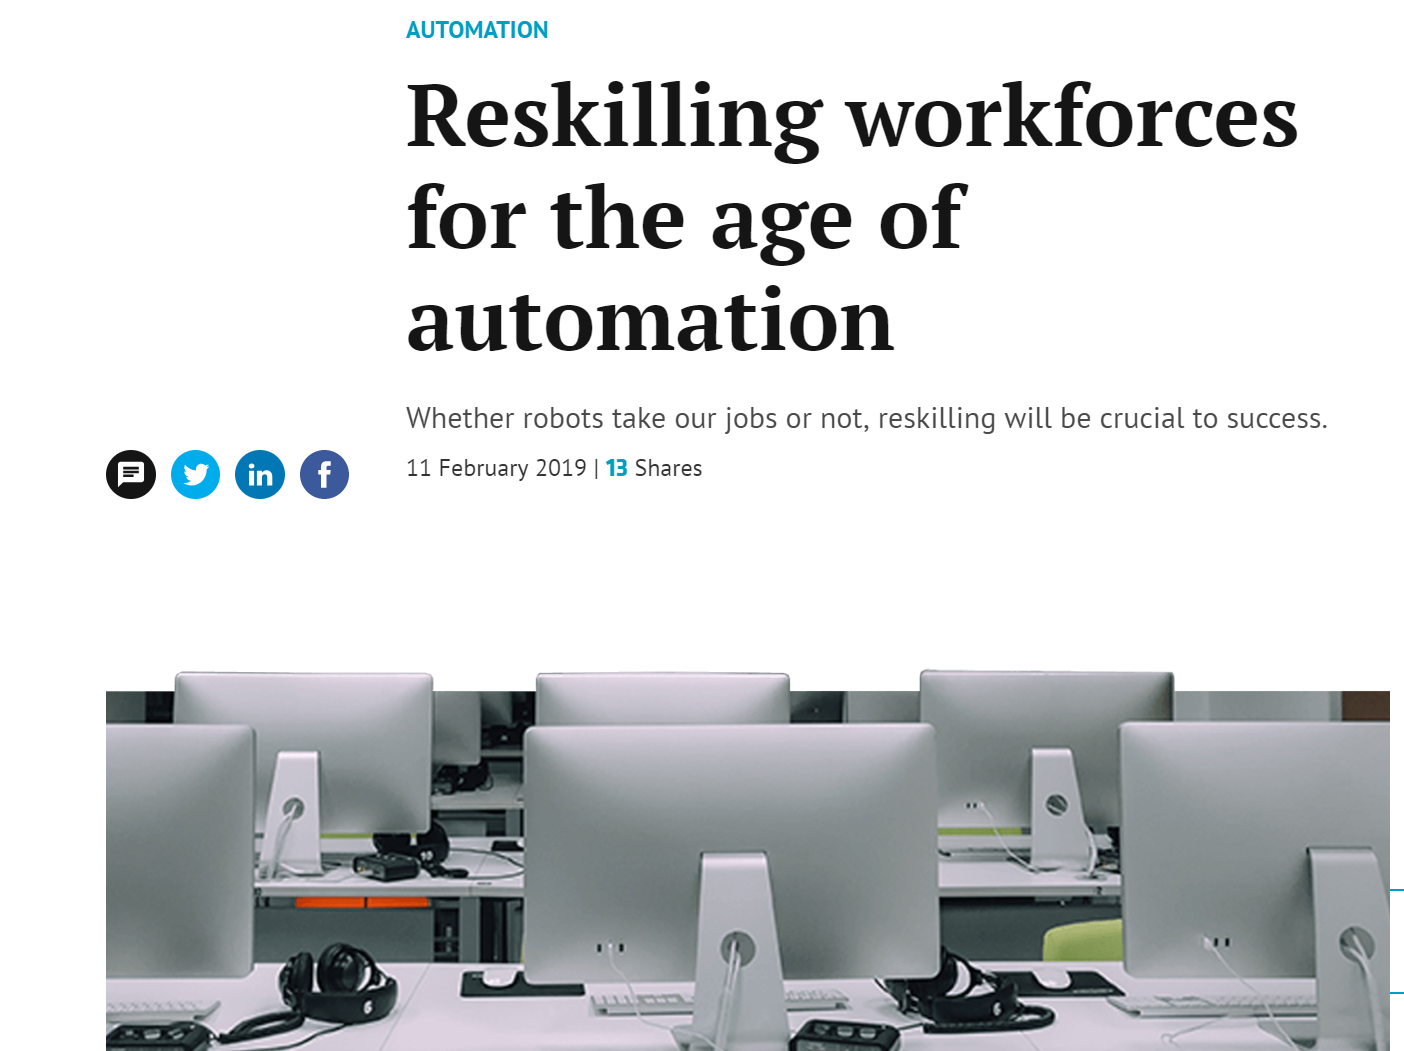 AUTOMATION
Reskilling workforces
for the age of
automation
Whether robots take our jobs or not, reskilling will be crucial to success.
11 February 2019 | 13 Shares